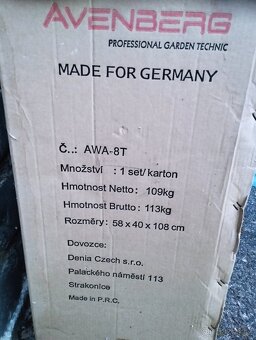 AVENBERG
PROFESSIONAL GARDEN TECHNIC
MADE FOR GERMANY
Č.: AWA-8T
Množství : 1 set/karton
Hmotnost Netto: 109kg
Hmotnost Brutto: 113kg
Rozměry: 58 x 40 x 108 cm
Dovozce:
Denia Czech s.r.o.
Palackého náměstí 113
Strakonice
Made in P.R.C.